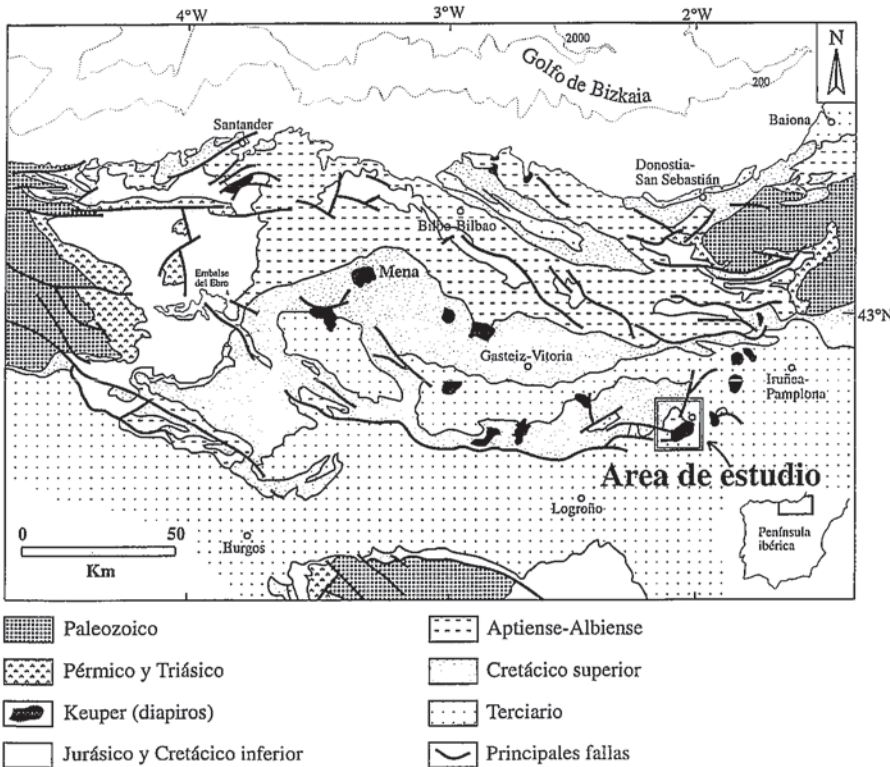 4°W
3°W
2°W
2000
200
Golfo de Bizkaia
N
Baiona
Santander
Donostia-
San Sebastián
Bilbo-Bilbao
Embalse
del Ebro
Mena
43°N
Gasteiz-Vitoria
Iruñea-
Pamplona
Area de estudio
Logroño
0
50
Km
Burgos
Península
ibérica
Paleozoico
Aptiense-Albiense
Pérmico y Triásico
Cretácico superior
Keuper (diapiros)
Terciario
Jurásico y Cretácico inferior
Principales fallas